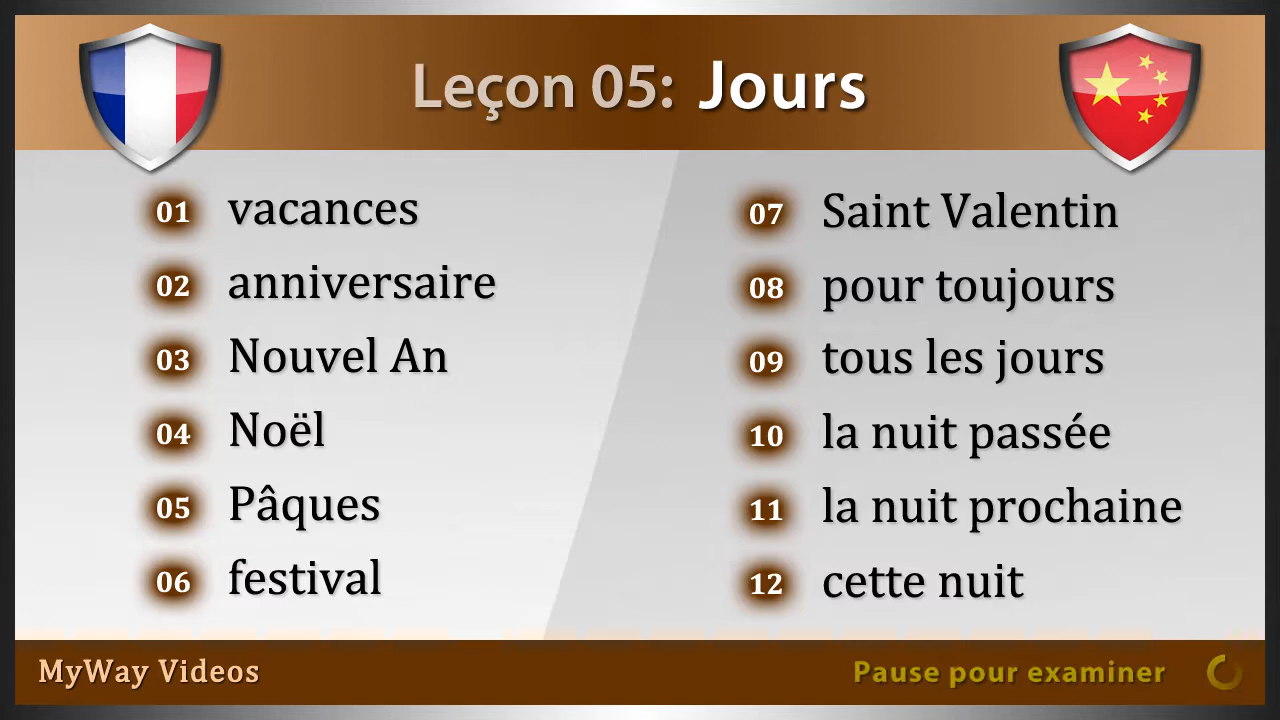 Leçon 05: Jours
01 vacances
02 anniversaire
03 Nouvel An
04 Noël
05 Pâques
06 festival
07 Saint Valentin
08 pour toujours
09 tous les jours
10 la nuit passée
11 la nuit prochaine
12 cette nuit
MyWay Videos
Pause pour examiner